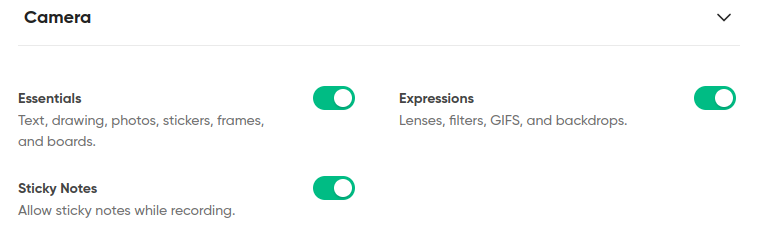 Camera
Essentials
Text, drawing, photos, stickers, frames,
and boards.
Expressions
Lenses, filters, GIFS, and backdrops.
Sticky Notes
Allow sticky notes while recording.